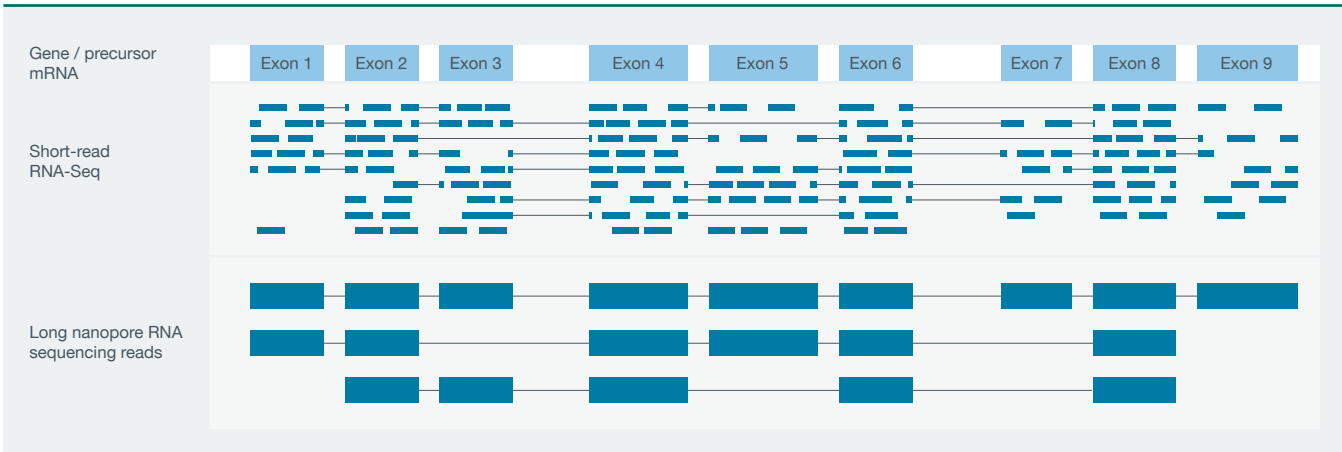 Gene / precursor
mRNA
Exon 1 Exon 2 Exon 3 Exon 4 Exon 5 Exon 6 Exon 7 Exon 8 Exon 9
Short-read
RNA-Seq
Long nanopore RNA
sequencing reads